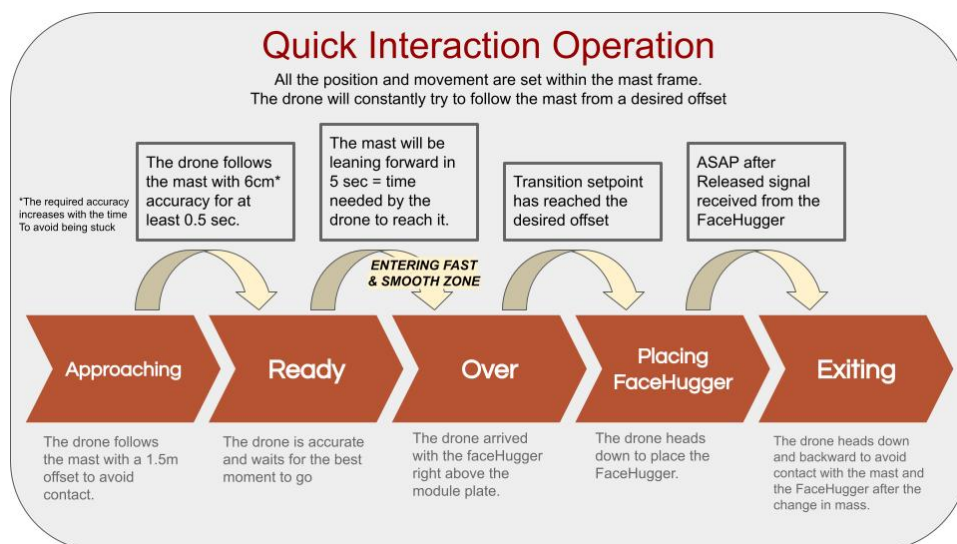 Quick Interaction Operation
All the position and movement are set within the mast frame.
The drone will constantly try to follow the mast from a desired offset
*The required accuracy
increases with the time
To avoid being stuck
The drone follows
the mast with 6cm*
accuracy for at
least 0.5 sec.
The mast will be
leaning forward in
5 sec = time
needed by the
drone to reach it.
Transition setpoint
has reached the
desired offset
ASAP after
Released signal
received from the
FaceHugger
ENTERING FAST
& SMOOTH ZONE
Approaching
Ready
Over
Placing
FaceHugger
Exiting
The drone follows
the mast with a 1.5m
offset to avoid
contact.
The drone is accurate
and waits for the best
moment to go
The drone arrived
with the faceHugger
right above the
module plate.
The drone heads
down to place the
FaceHugger.
The drone heads down
and backward to avoid
contact with the mast and
the FaceHugger after the
change in mass.